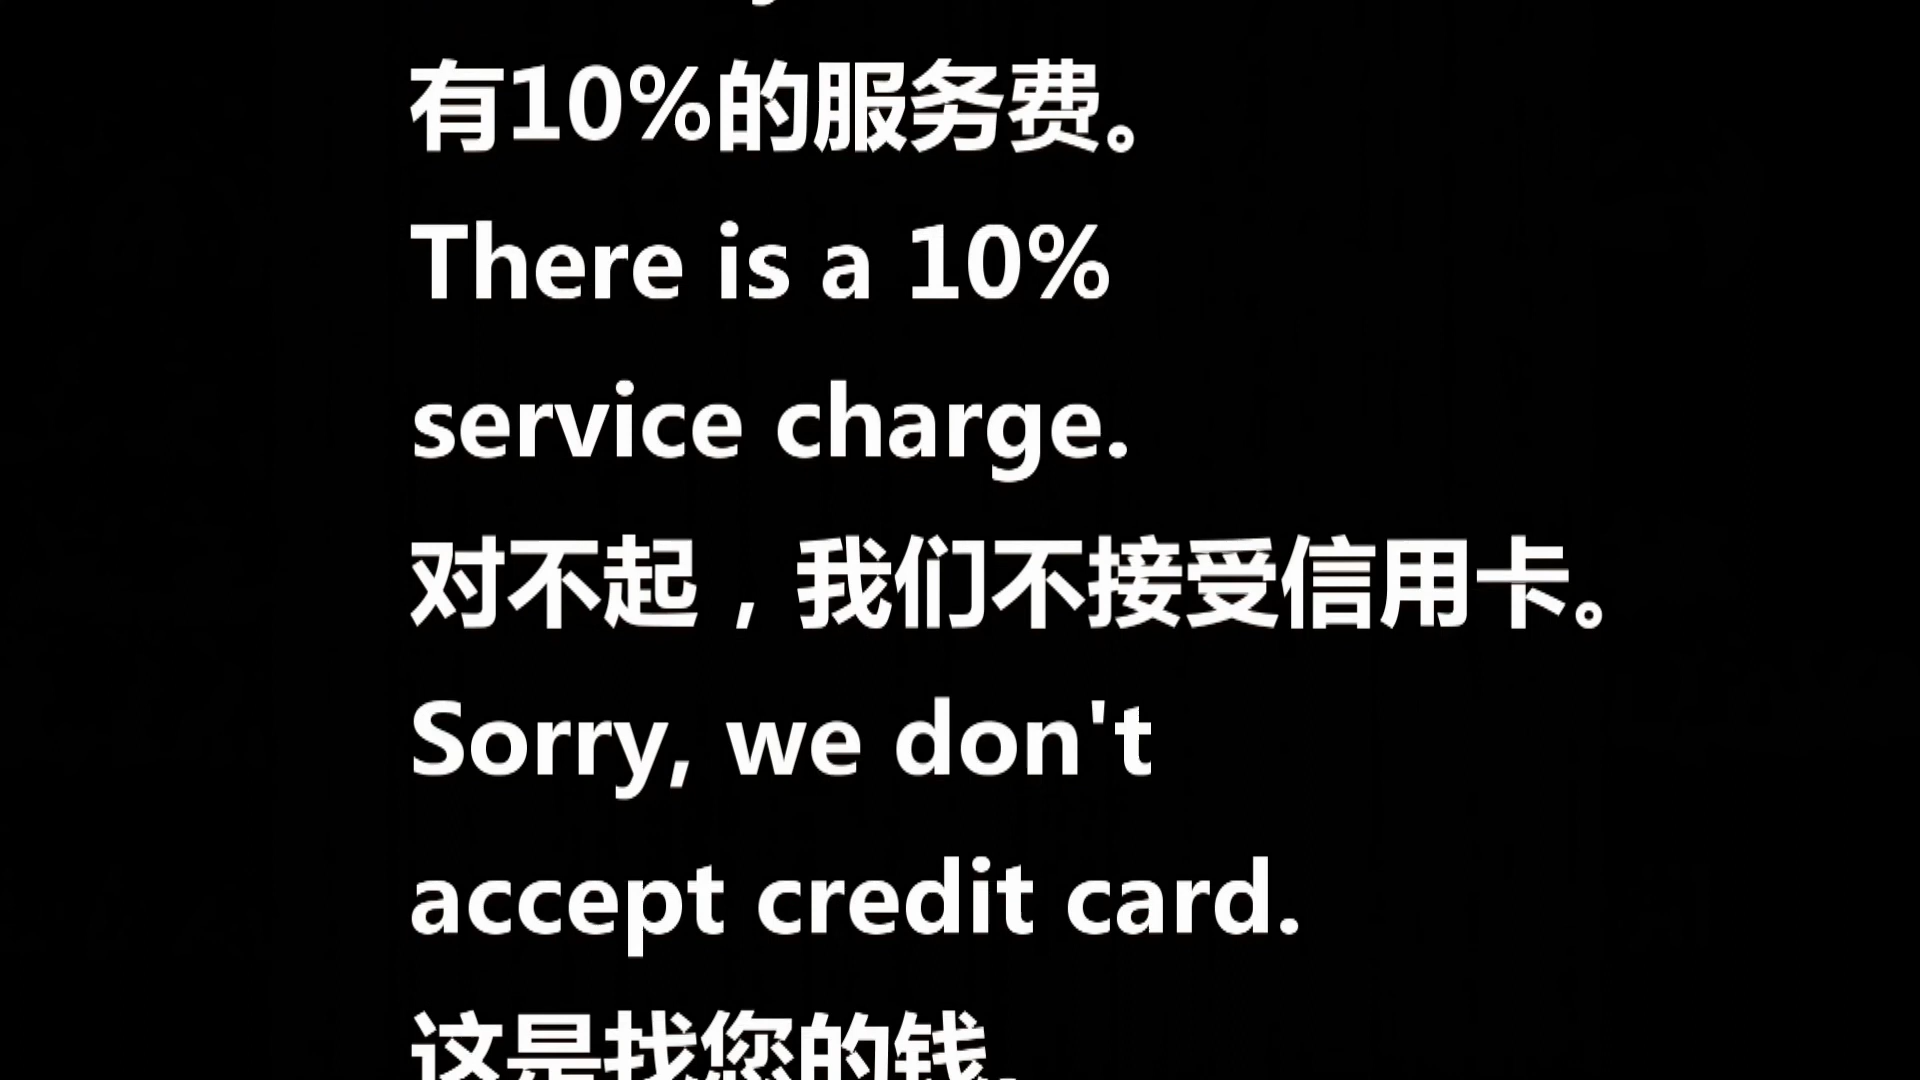 有10%的服务费。
There is a 10%
service charge.
对不起，我们不接受信用卡。
Sorry, we don't
accept credit card.
这是找您的钱。